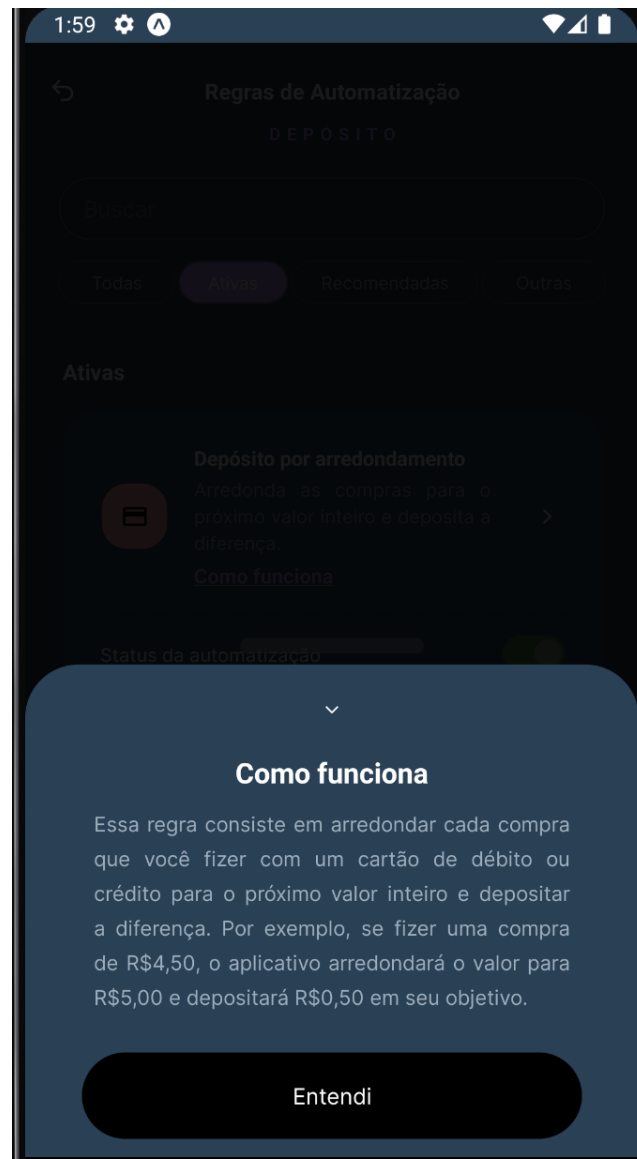 1:59
Regras de Automatização
DEPÓSITO
Buscar
Todas
Ativas
Recomendadas
Outras
Ativas
Depósito por arredondamento
Arredonda as compras para o
próximo valor inteiro e deposita a
diferença.
Como funciona
Status da automatização
Como funciona
Essa regra consiste em arredondar cada compra
que você fizer com um cartão de débito ou
crédito para o próximo valor inteiro e depositar
a diferença. Por exemplo, se fizer uma compra
de R$4,50, o aplicativo arredondará o valor para
R$5,00 e depositará R$0,50 em seu objetivo.
Entendi